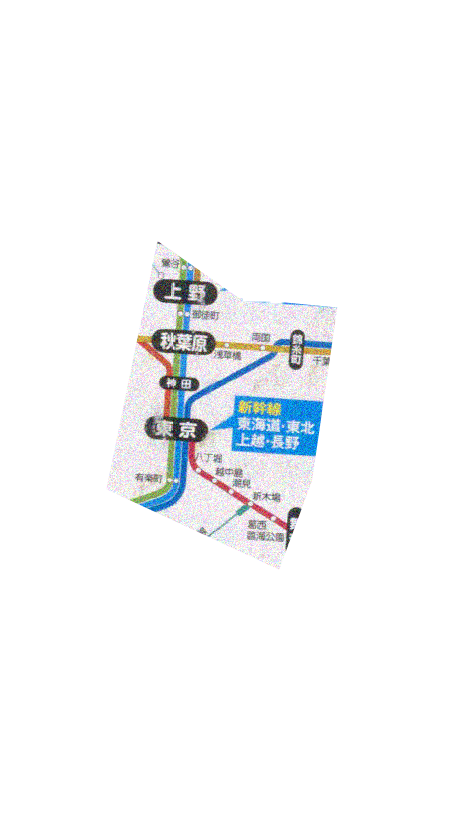 鶯谷
上野
御徒町
秋葉原
浅草橋
両国
錦糸町
千葉
神田
新幹線
東海道・東北
上越・長野
東京
八丁堀
越中島
潮見
新木場
有楽町
葛西
臨海公園